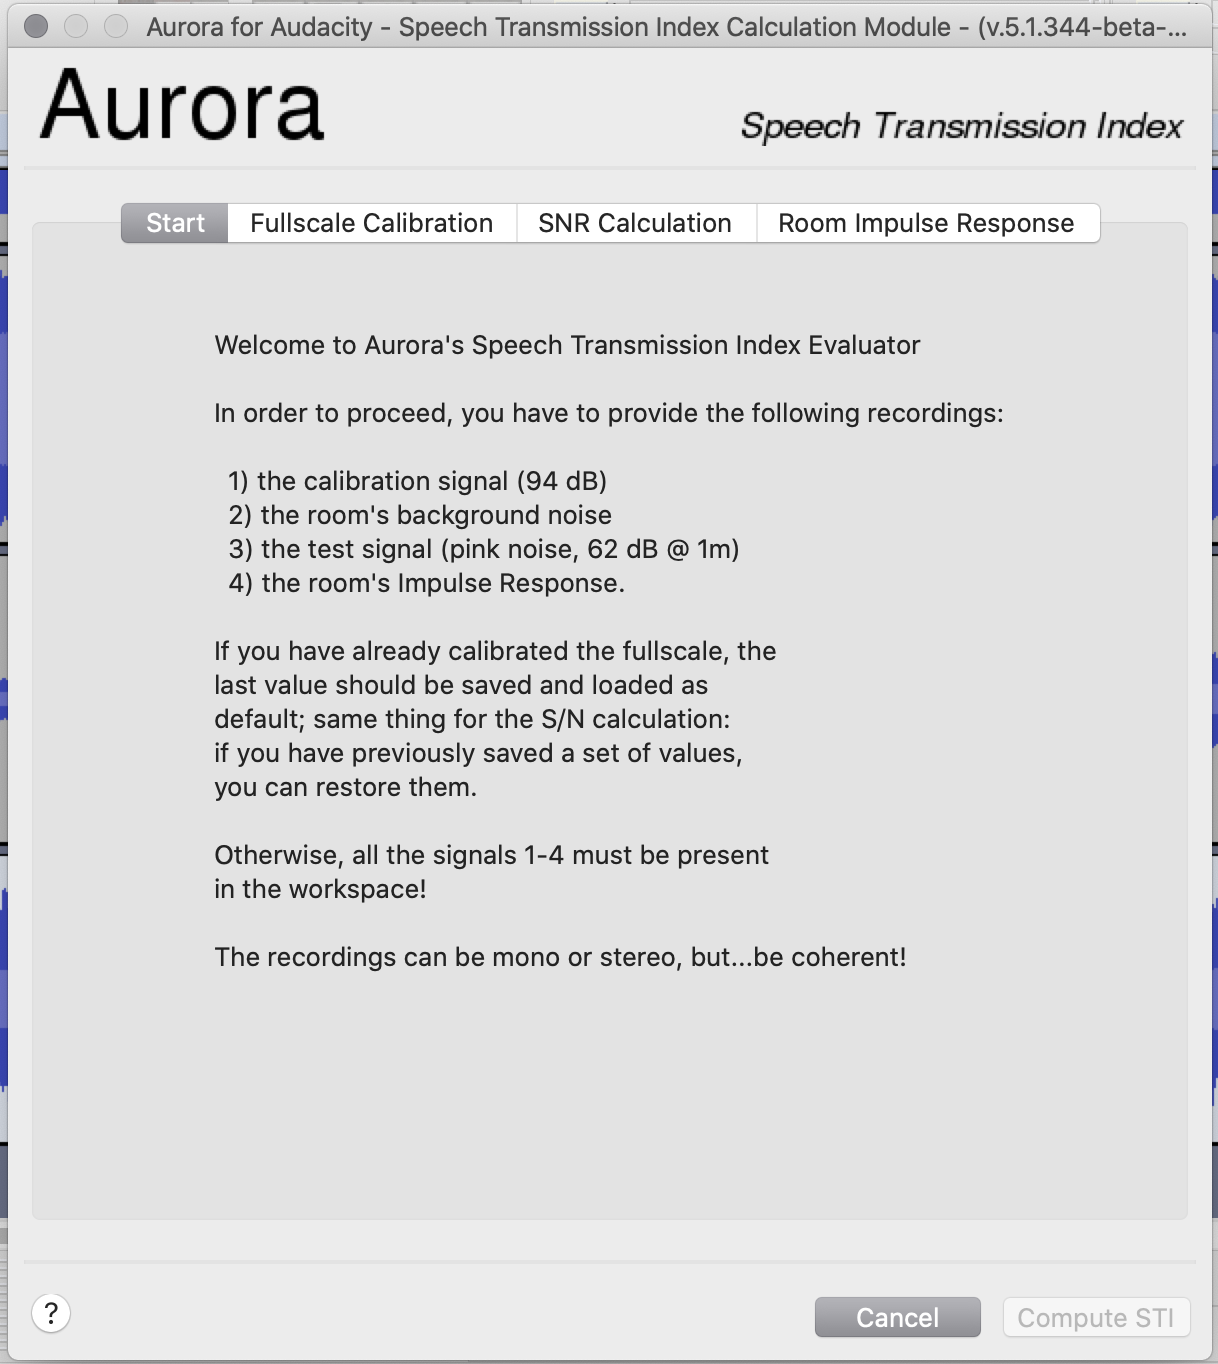 Aurora for Audacity - Speech Transmission Index Calculation Module - (v.5.1.344-beta-...
Aurora
Speech Transmission Index
Start Fullscale Calibration SNR Calculation Room Impulse Response
Welcome to Aurora's Speech Transmission Index Evaluator
In order to proceed, you have to provide the following recordings:
1) the calibration signal (94 dB)
2) the room's background noise
3) the test signal (pink noise, 62 dB @ 1m)
4) the room's Impulse Response.
If you have already calibrated the fullscale, the
last value should be saved and loaded as
default; same thing for the S/N calculation:
if you have previously saved a set of values,
you can restore them.
Otherwise, all the signals 1-4 must be present
in the workspace!
The recordings can be mono or stereo, but...be coherent!
? Cancel Compute STI